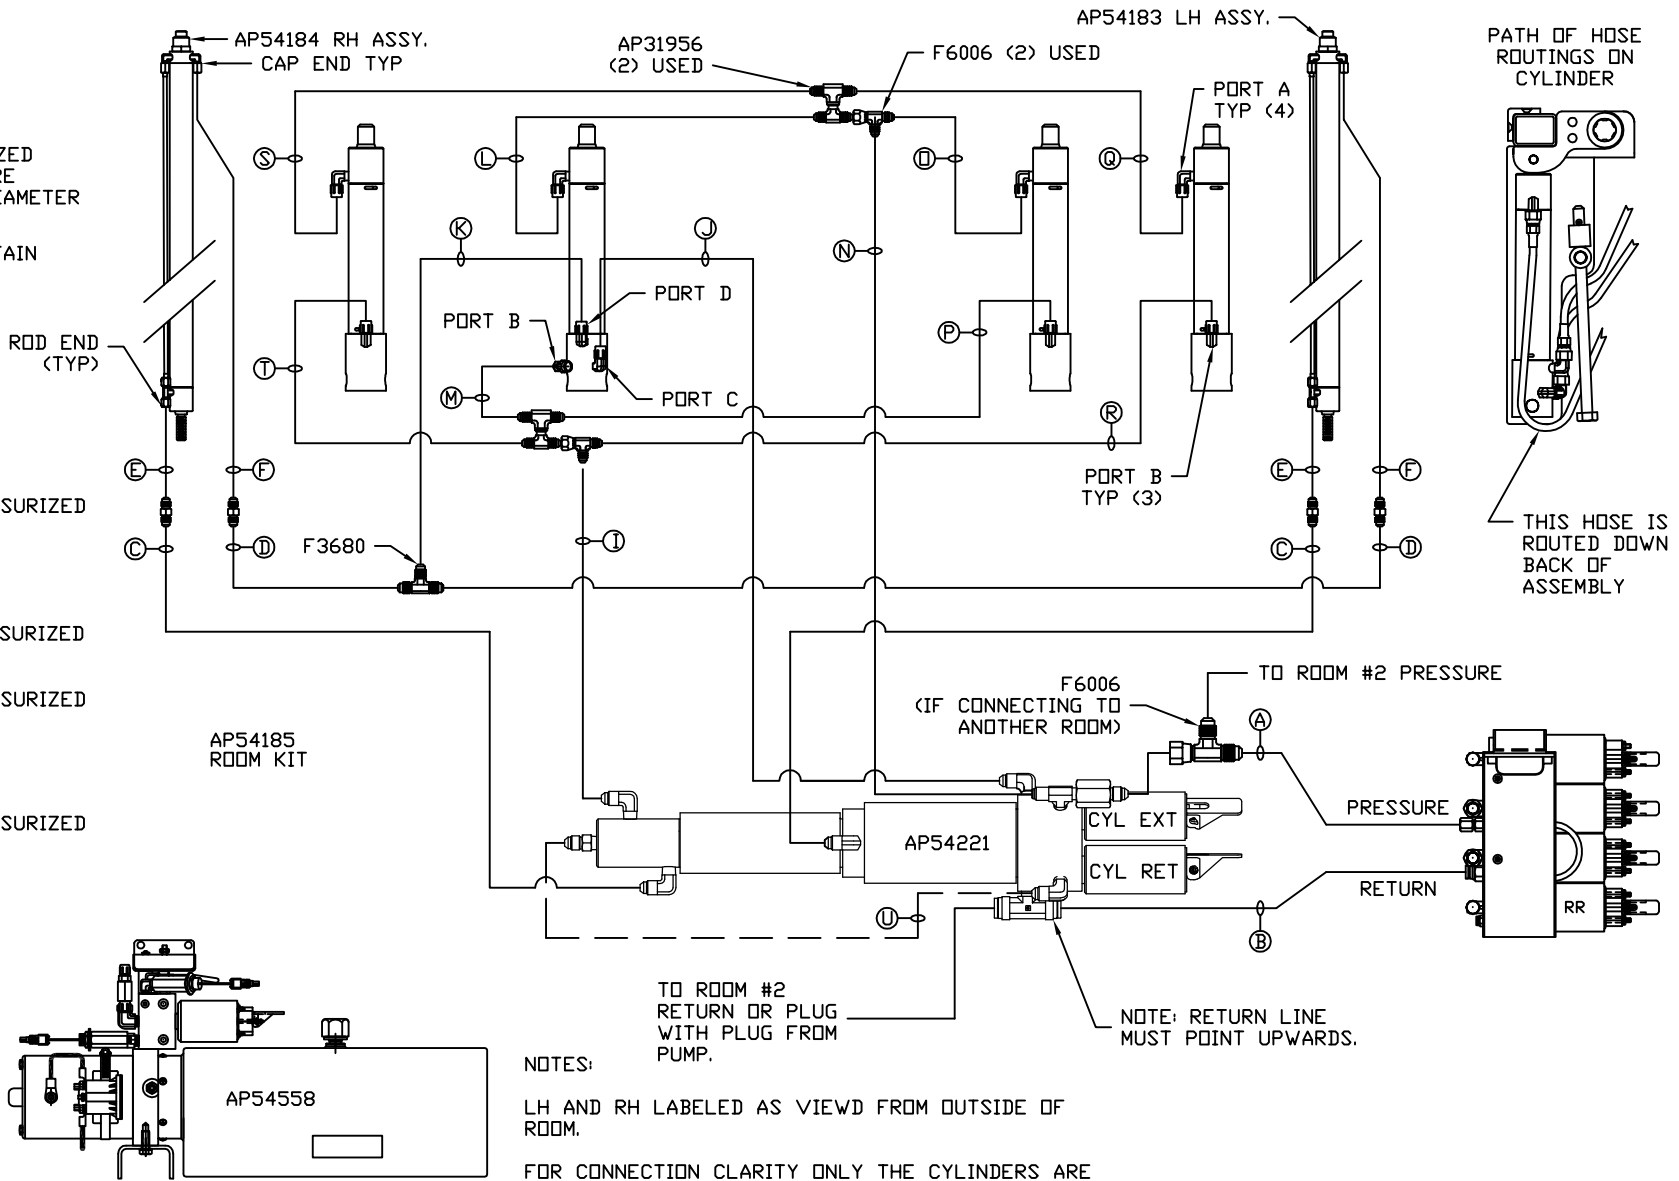 AP54184 RH ASSY.
CAP END TYP
AP31956
(2) USED
F6006 (2) USED
AP54183 LH ASSY.
PATH OF HOSE
ROUTINGS ON
CYLINDER
PORT A
TYP (4)
ZED
RE
EAMETER
TAIN
S
L
O
Q
K
J
N
PORT D
PORT B
P
ROD END
(TYP)
T
M
PORT C
R
E
F
PORT B
TYP (3)
E
F
SURIZED
C
D
F3680
I
C
D
THIS HOSE IS
ROUTED DOWN
BACK OF
ASSEMBLY
SURIZED
SURIZED
F6006
(IF CONNECTING TO
ANOTHER ROOM)
TO ROOM #2 PRESSURE
A
AP54185
ROOM KIT
SURIZED
CYL EXT
PRESSURE
AP54221
CYL RET
RETURN
RR
U
B
TO ROOM #2
RETURN OR PLUG
WITH PLUG FROM
PUMP.
NOTE: RETURN LINE
MUST POINT UPWARDS.
AP54558
NOTES:
LH AND RH LABELED AS VIEWD FROM OUTSIDE OF
ROOM.
FOR CONNECTION CLARITY ONLY THE CYLINDERS ARE